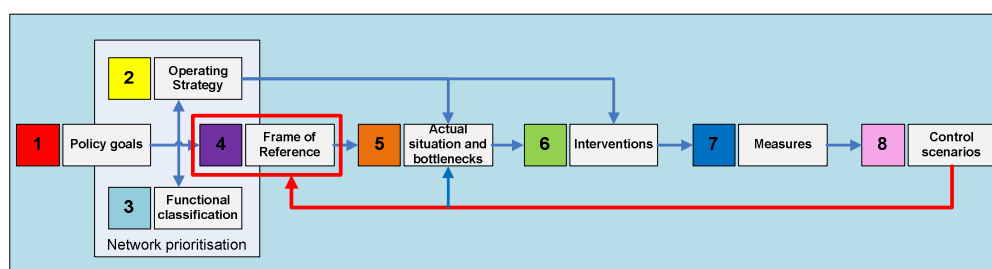 1
Policy goals
2
Operating
Strategy
3
Functional
classification
Network prioritisation
4
Frame of
Reference
5
Actual
situation and
bottlenecks
6
Interventions
7
Measures
8
Control
scenarios